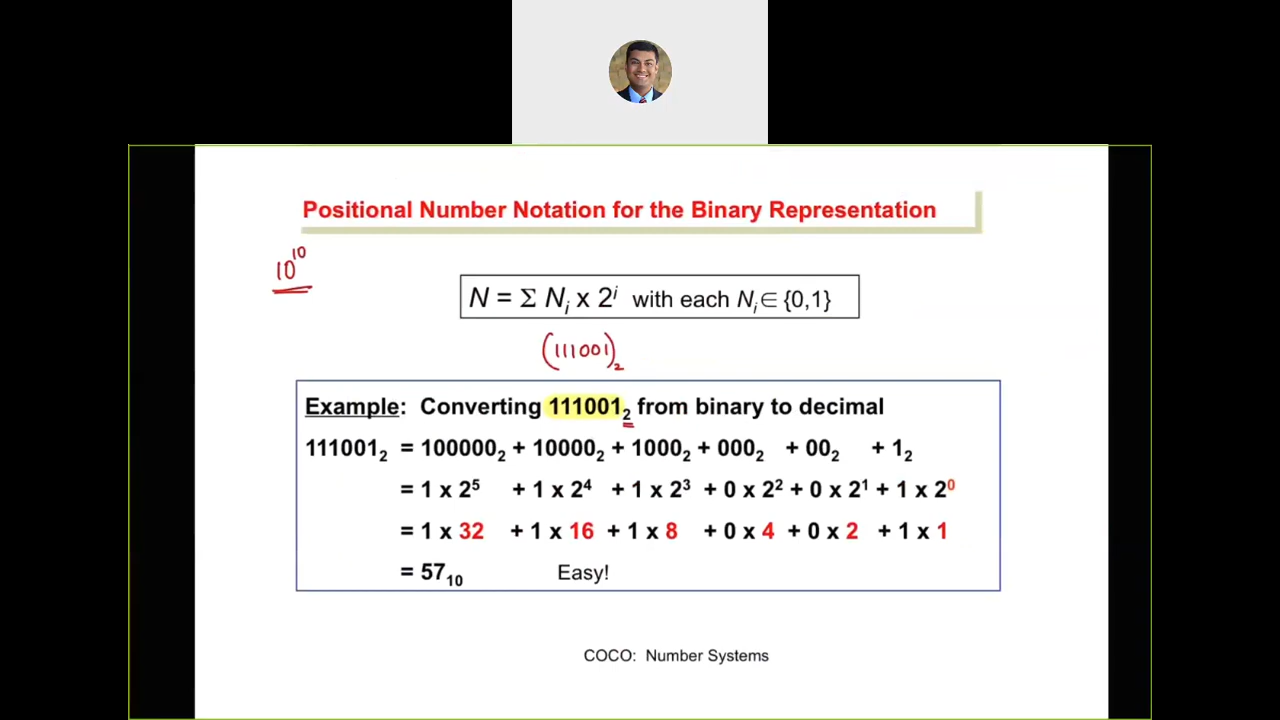 Positional Number Notation for the Binary Representation
10¹⁰
N = Σ Nᵢ x 2ⁱ with each Nᵢ∈ {0,1}
(111001)₂
Example: Converting 111001₂ from binary to decimal
111001₂ = 100000₂ + 10000₂ + 1000₂ + 000₂ + 00₂ + 1₂
= 1 x 2⁵ + 1 x 2⁴ + 1 x 2³ + 0 x 2² + 0 x 2¹ + 1 x 2⁰
= 1 x 32 + 1 x 16 + 1 x 8 + 0 x 4 + 0 x 2 + 1 x 1
= 57₁₀ Easy!
COCO: Number Systems